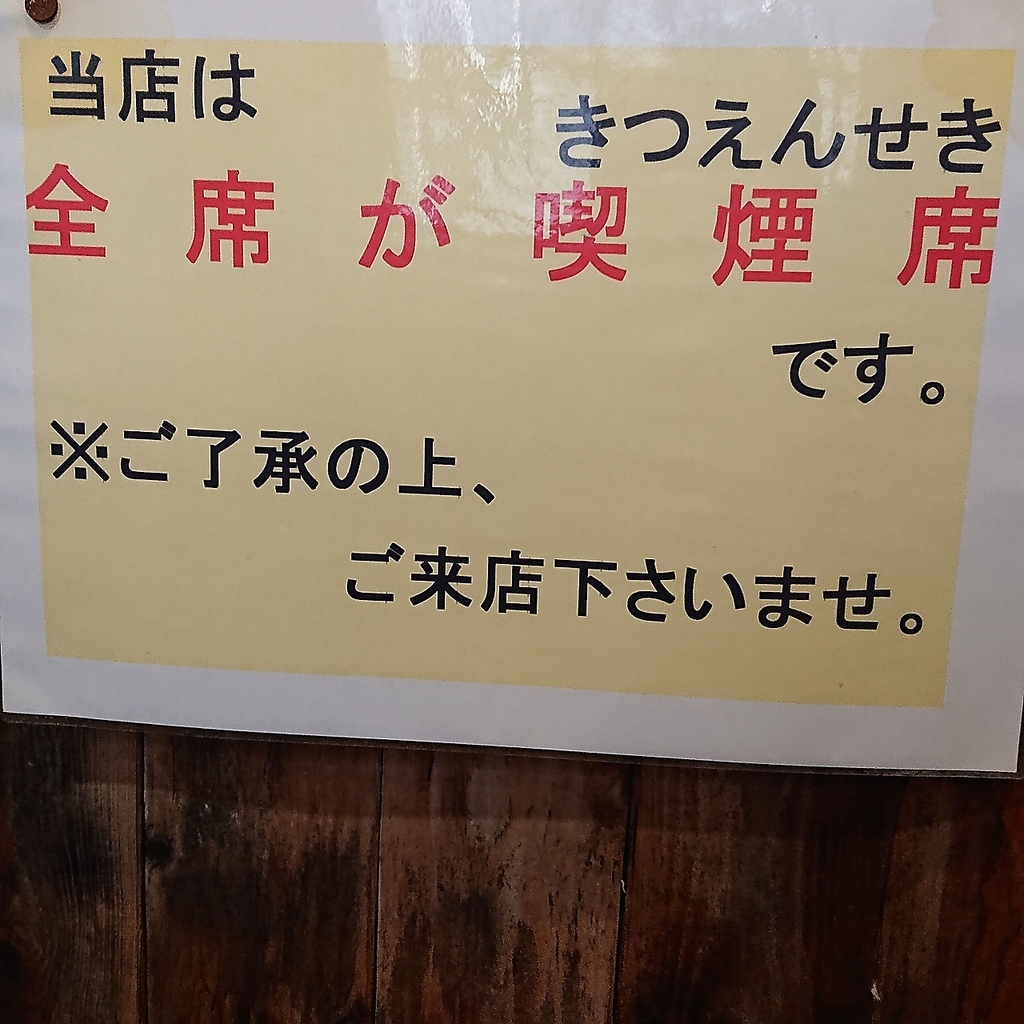 当店は
きつえんせき
全席が喫煙席
です。
※ご了承の上、
ご来店下さいませ。